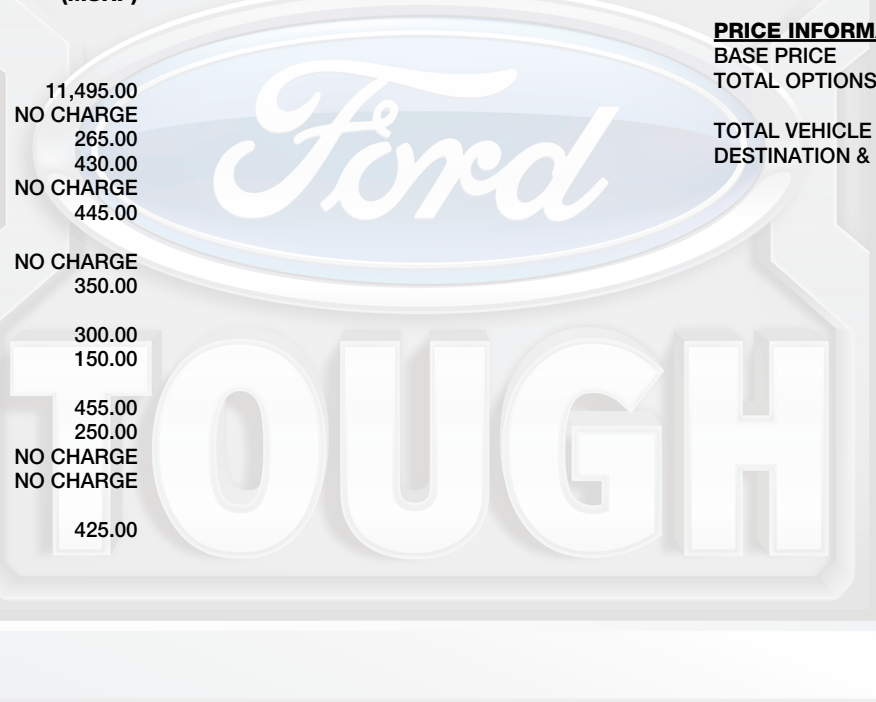 (MSRP)
11,495.00
NO CHARGE
265.00
430.00
NO CHARGE
445.00
NO CHARGE
350.00
300.00
150.00
455.00
250.00
NO CHARGE
NO CHARGE
425.00
PRICE INFORM
BASE PRICE
TOTAL OPTIONS
TOTAL VEHICLE
DESTINATION &
Ford
TOUGH